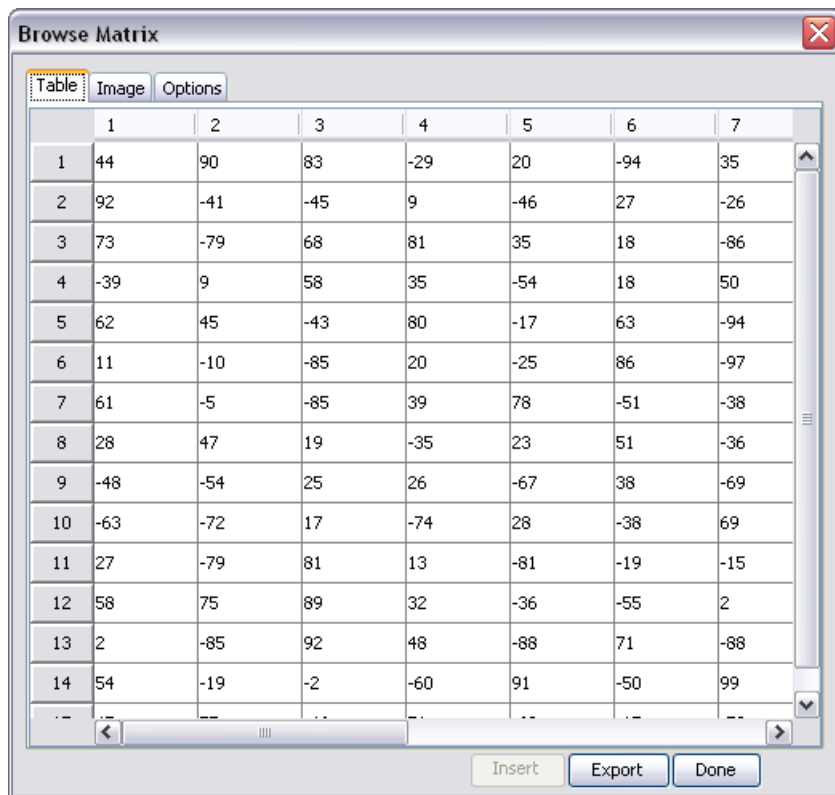 Browse Matrix
Table Image Options
1 2 3 4 5 6 7
1 44 90 83 -29 20 -94 35
2 92 -41 -45 9 -46 27 -26
3 73 -79 68 81 35 18 -86
4 -39 9 58 35 -54 18 50
5 62 45 -43 80 -17 63 -94
6 11 -10 -85 20 -25 86 -97
7 61 -5 -85 39 78 -51 -38
8 28 47 19 -35 23 51 -36
9 -48 -54 25 26 -67 38 -69
10 -63 -72 17 -74 28 -38 69
11 27 -79 81 13 -81 -19 -15
12 58 75 89 32 -36 -55 2
13 2 -85 92 48 -88 71 -88
14 54 -19 -2 -60 91 -50 99
Insert Export Done